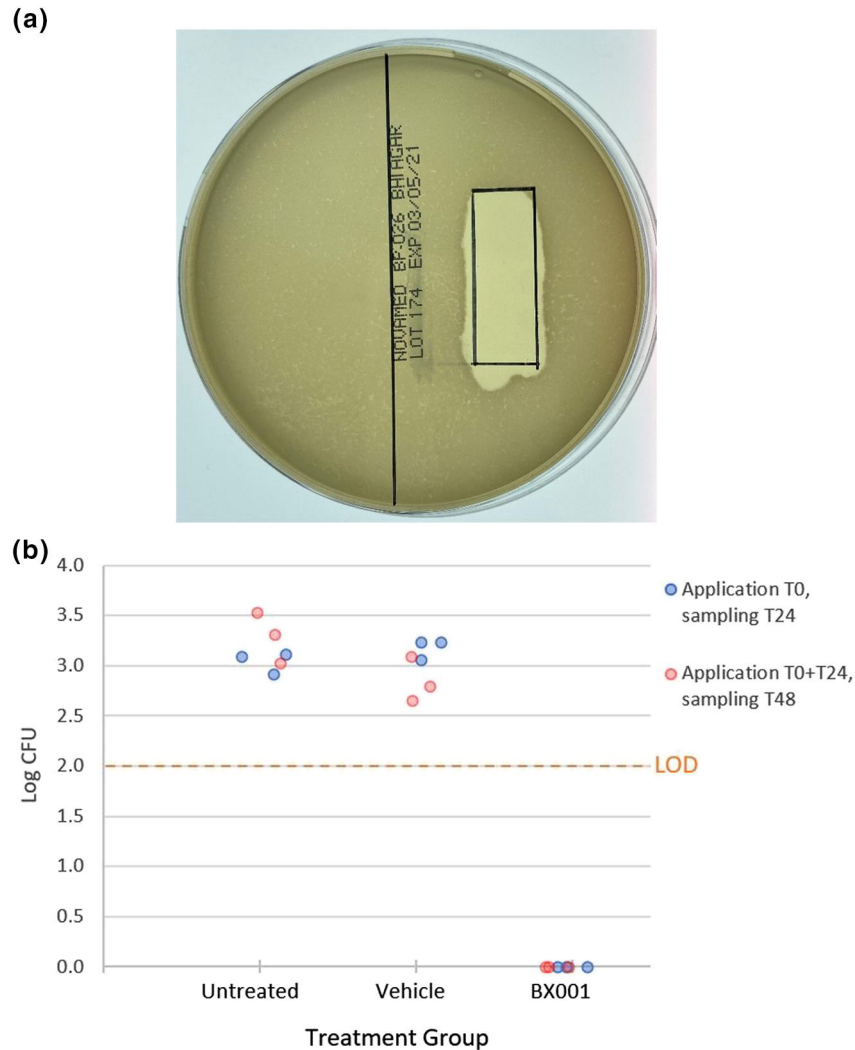 (a)
NOVAMED BP-026 BHI AGAR
LOT 174 EXP 03/05/21
(b)
4.0
3.5
3.0
2.5
2.0
1.5
1.0
0.5
0.0
Log CFU
LOD
Application T0,
sampling T24
Application T0+T24,
sampling T48
Untreated Vehicle BX001
Treatment Group